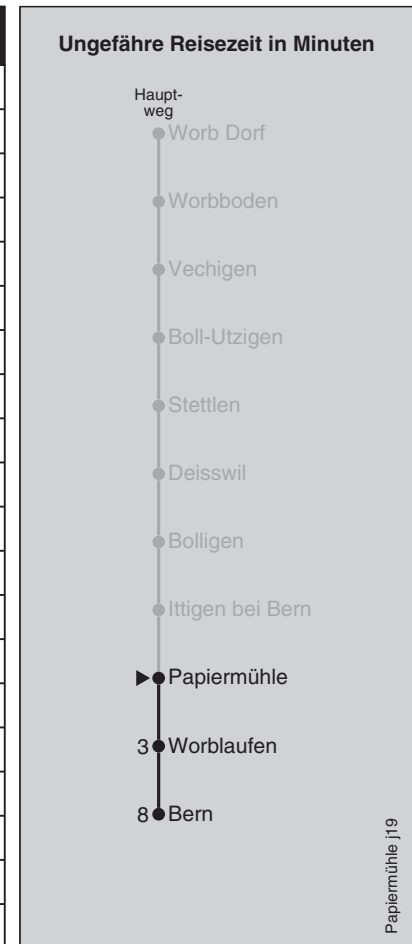 Ungefähre Reisezeit in Minuten
Haupt-
weg
Worb Dorf
Worbboden
Vechigen
Boll-Utzigen
Stettlen
Deisswil
Bolligen
Ittigen bei Bern
Papiermühle
3 Worblaufen
8 Bern
Papiermühle j19